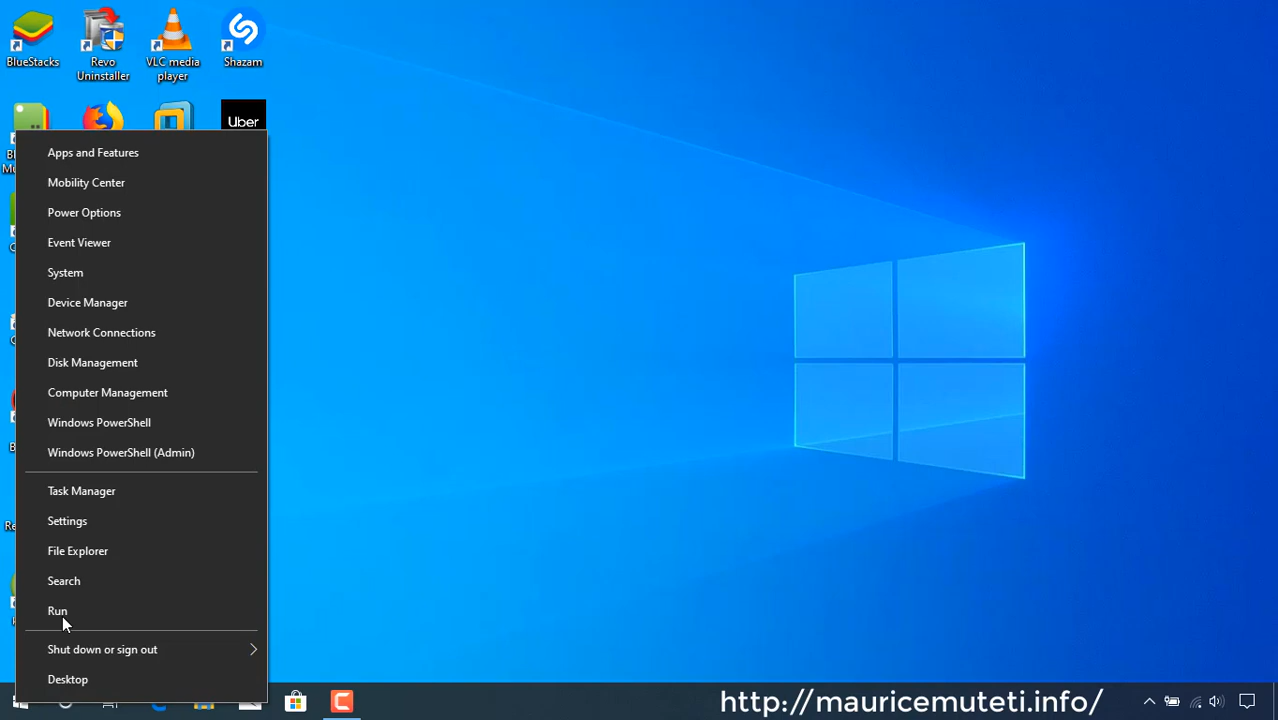 BlueStacks
Revo
Uninstaller
VLC media
player
Shazam
Uber
Apps and Features
Mobility Center
Power Options
Event Viewer
System
Device Manager
Network Connections
Disk Management
Computer Management
Windows PowerShell
Windows PowerShell (Admin)
Task Manager
Settings
File Explorer
Search
Run
Shut down or sign out
Desktop
http://mauricemuteti.info/